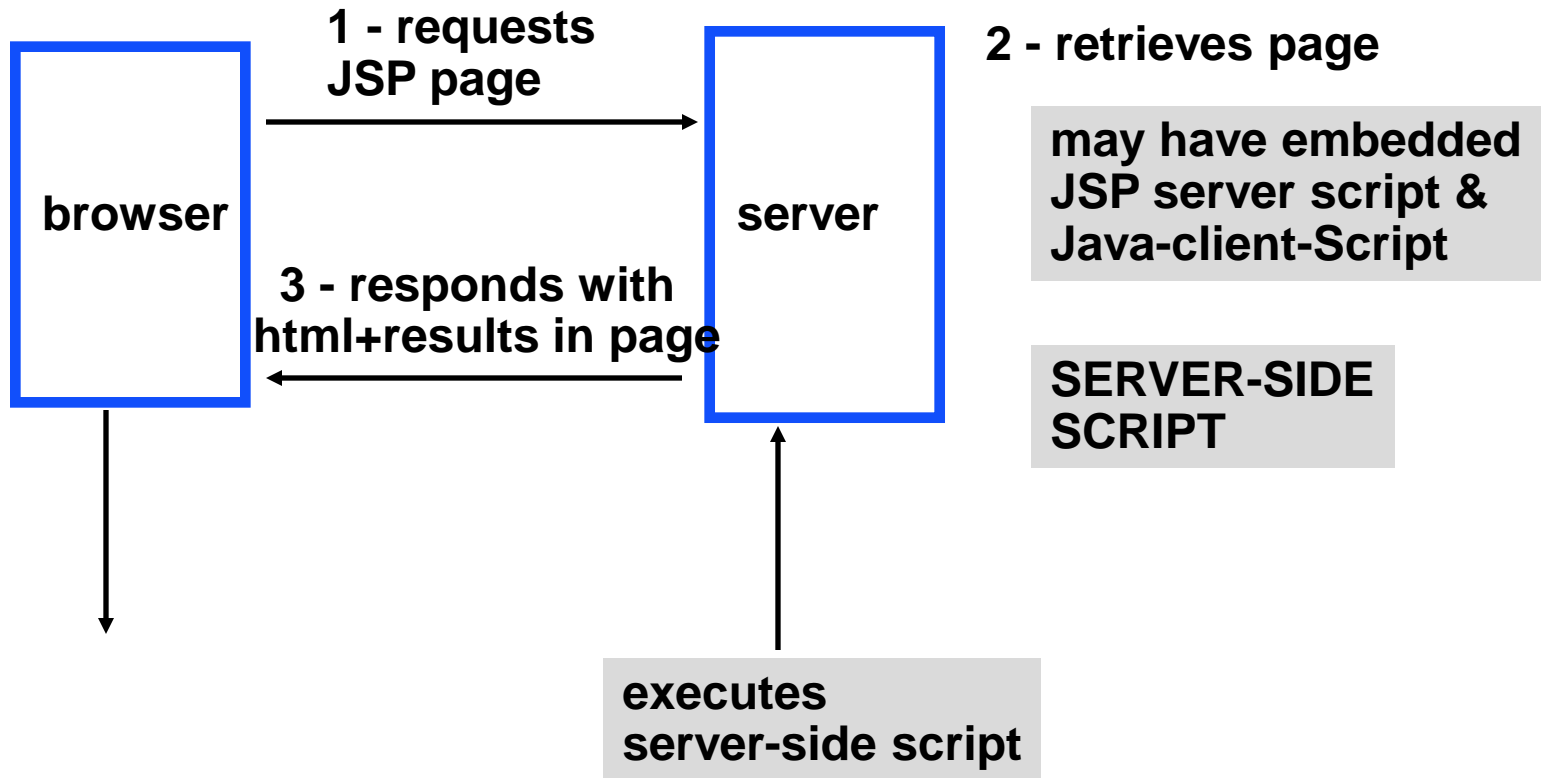 1 - requests
JSP page
2 - retrieves page
may have embedded
JSP server script &
Java-client-Script
browser
server
3 - responds with
html+results in page
SERVER-SIDE
SCRIPT
executes
server-side script